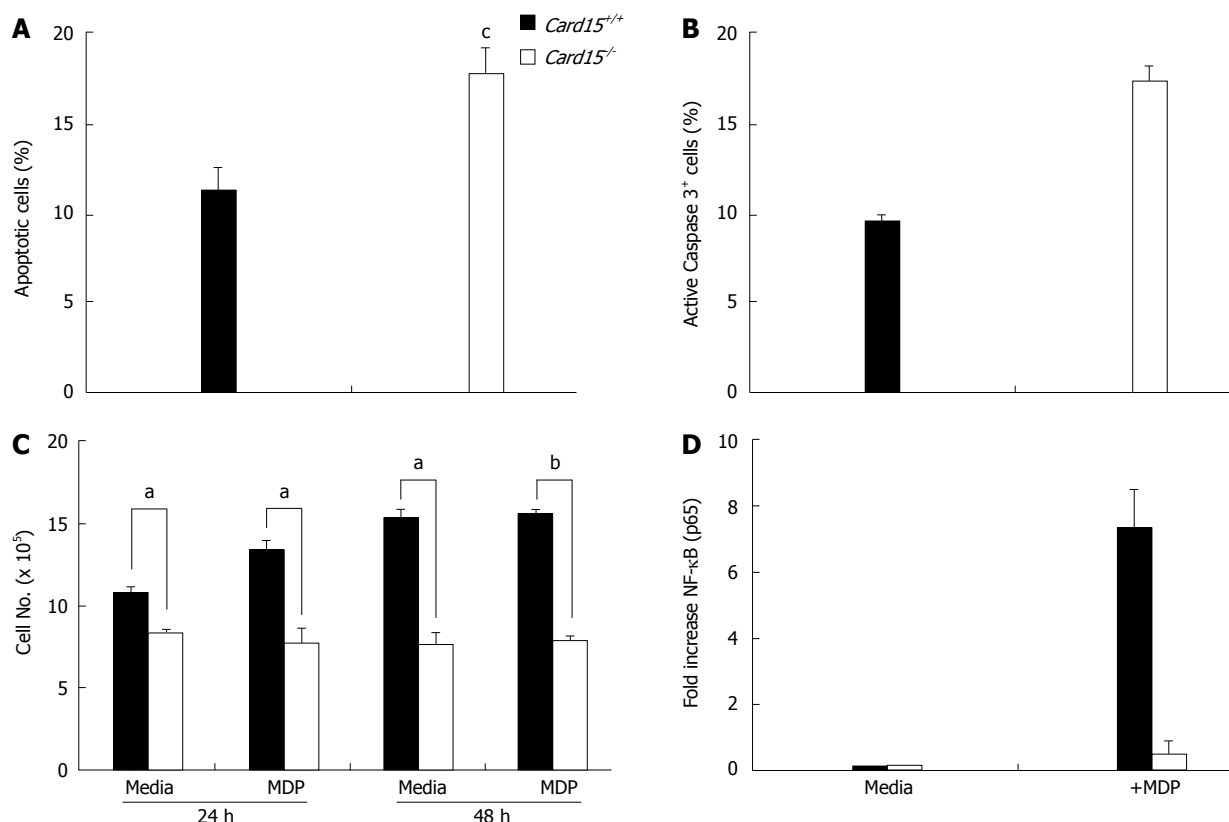 A
Card15+/+
Card15-/-
c
Apoptotic cells (%)
20
15
10
5
0
B
Active Caspase 3+ cells (%)
20
15
10
5
0
C
Cell No. (x 10⁵)
20
15
10
5
0
a
a
a
b
Media
MDP
Media
MDP
24 h
48 h
D
Fold increase NF-κB (p65)
10
8
6
4
2
0
Media
+MDP